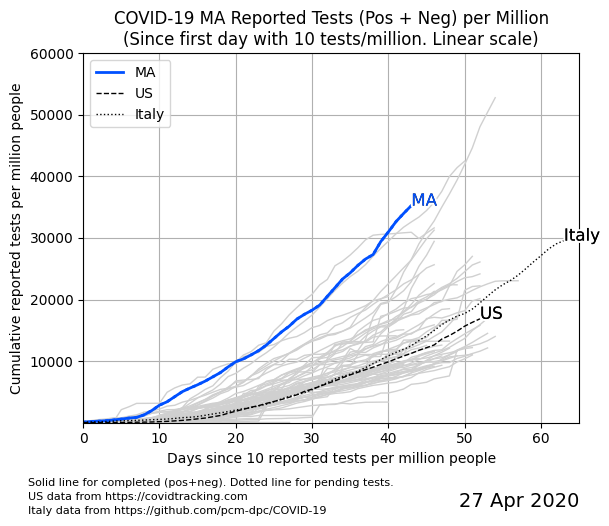 COVID-19 MA Reported Tests (Pos + Neg) per Million
(Since first day with 10 tests/million. Linear scale)
Cumulative reported tests per million people
60000
50000
40000
30000
20000
10000
MA
US
Italy
MA
Italy
US
0 10 20 30 40 50 60
Days since 10 reported tests per million people
Solid line for completed (pos+neg). Dotted line for pending tests.
US data from https://covidtracking.com
Italy data from https://github.com/pcm-dpc/COVID-19
27 Apr 2020